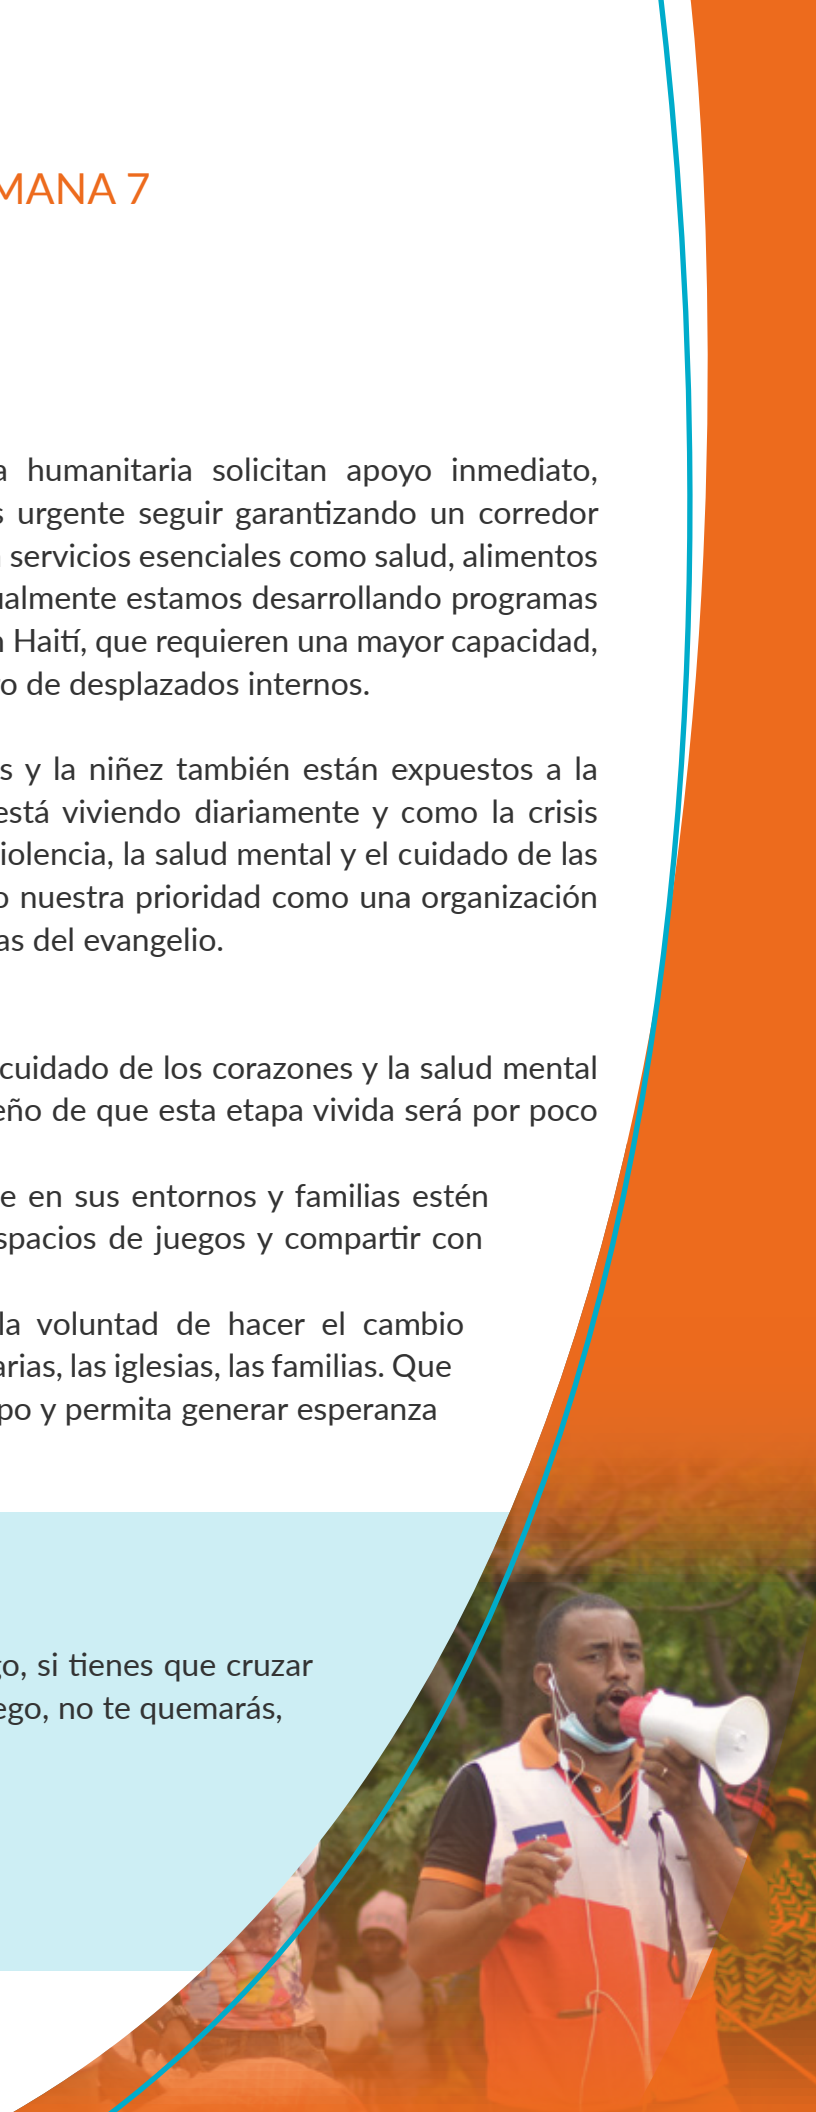 MANA 7
a humanitaria solicitan apoyo inmediato,
s urgente seguir garantizando un corredor
servicios esenciales como salud, alimentos
ualmente estamos desarrollando programas
n Haití, que requieren una mayor capacidad,
o de desplazados internos.
s y la niñez también están expuestos a la
está viviendo diariamente y como la crisis
iolencia, la salud mental y el cuidado de las
o nuestra prioridad como una organización
as del evangelio.
cuidado de los corazones y la salud mental
eño de que esta etapa vivida será por poco
e en sus entornos y familias estén
spacios de juegos y compartir con
la voluntad de hacer el cambio
arias, las iglesias, las familias. Que
po y permita generar esperanza
go, si tienes que cruzar
ego, no te quemarás,